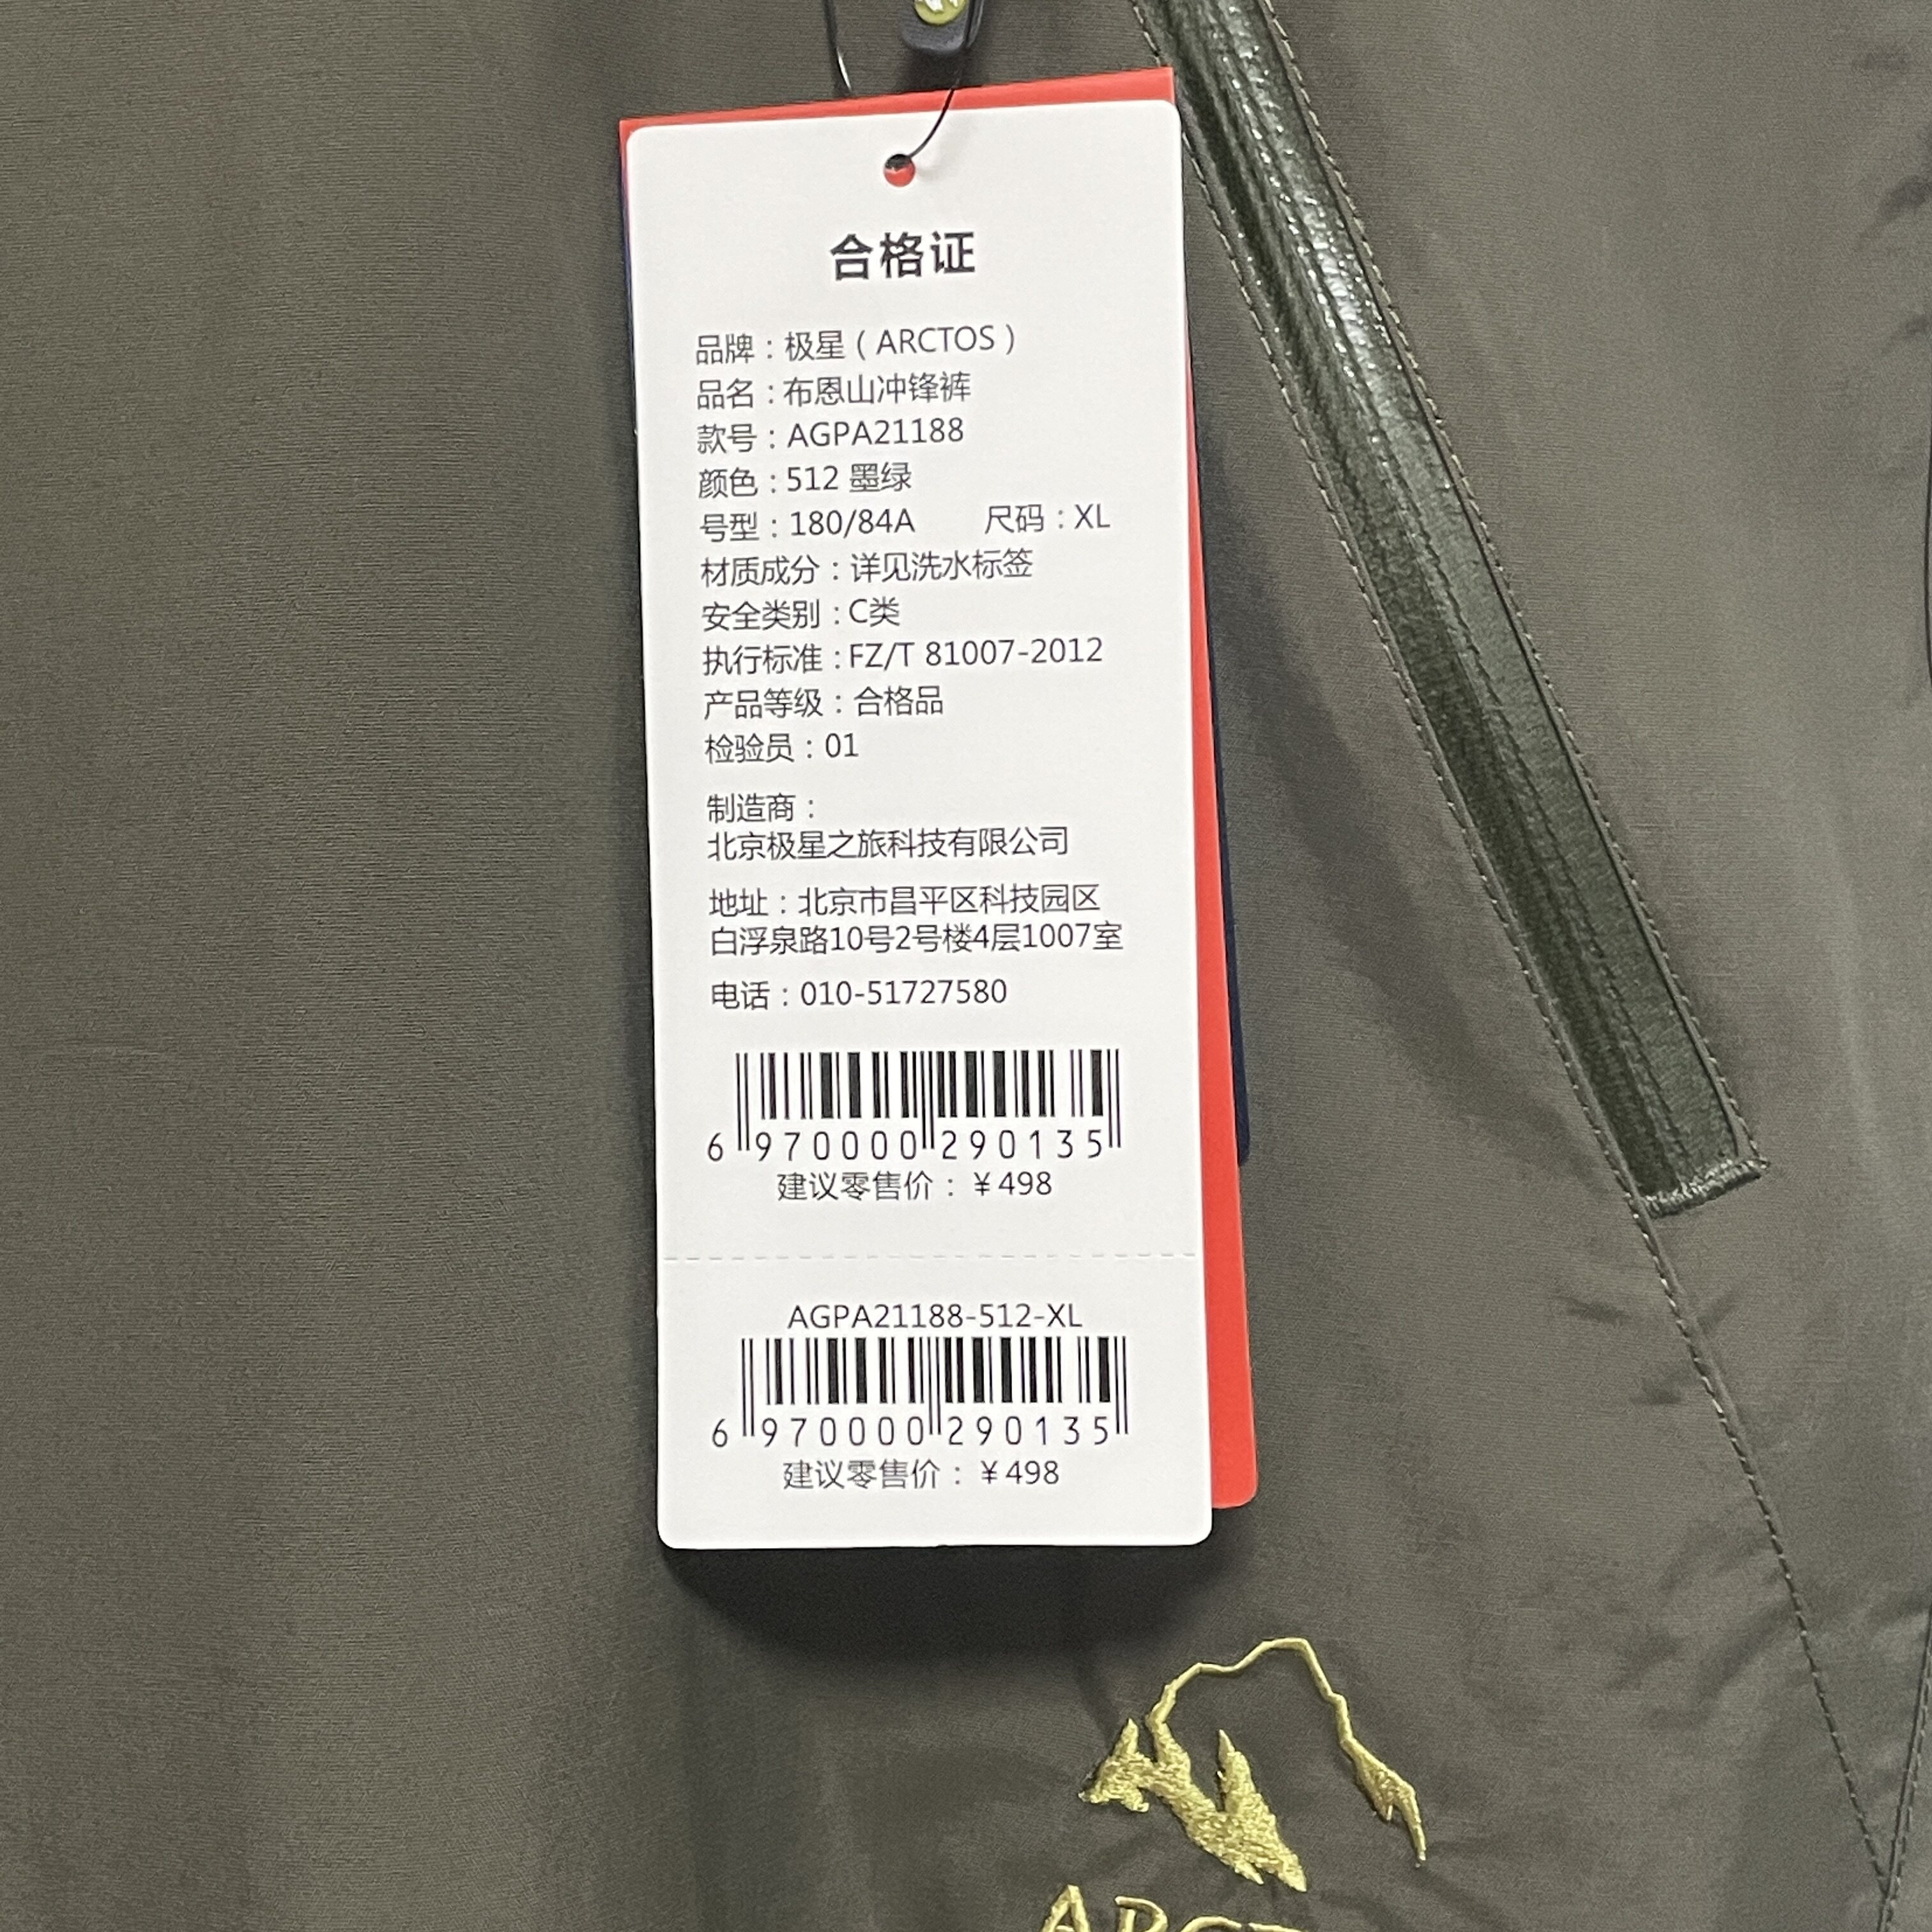 合格证
品牌：极星（ARCTOS）
品名：布恩山冲锋裤
款号：AGPA21188
颜色：512 墨绿
号型：180/84A 尺码：XL
材质成分：详见洗水标签
安全类别：C类
执行标准：FZ/T 81007-2012
产品等级：合格品
检验员：01
制造商：
北京极星之旅科技有限公司
地址：北京市昌平区科技园区
白浮泉路10号2号楼4层1007室
电话：010-51727580
6 970000 290135
建议零售价：￥498
AGPA21188-512-XL
6 970000 290135
建议零售价：￥498